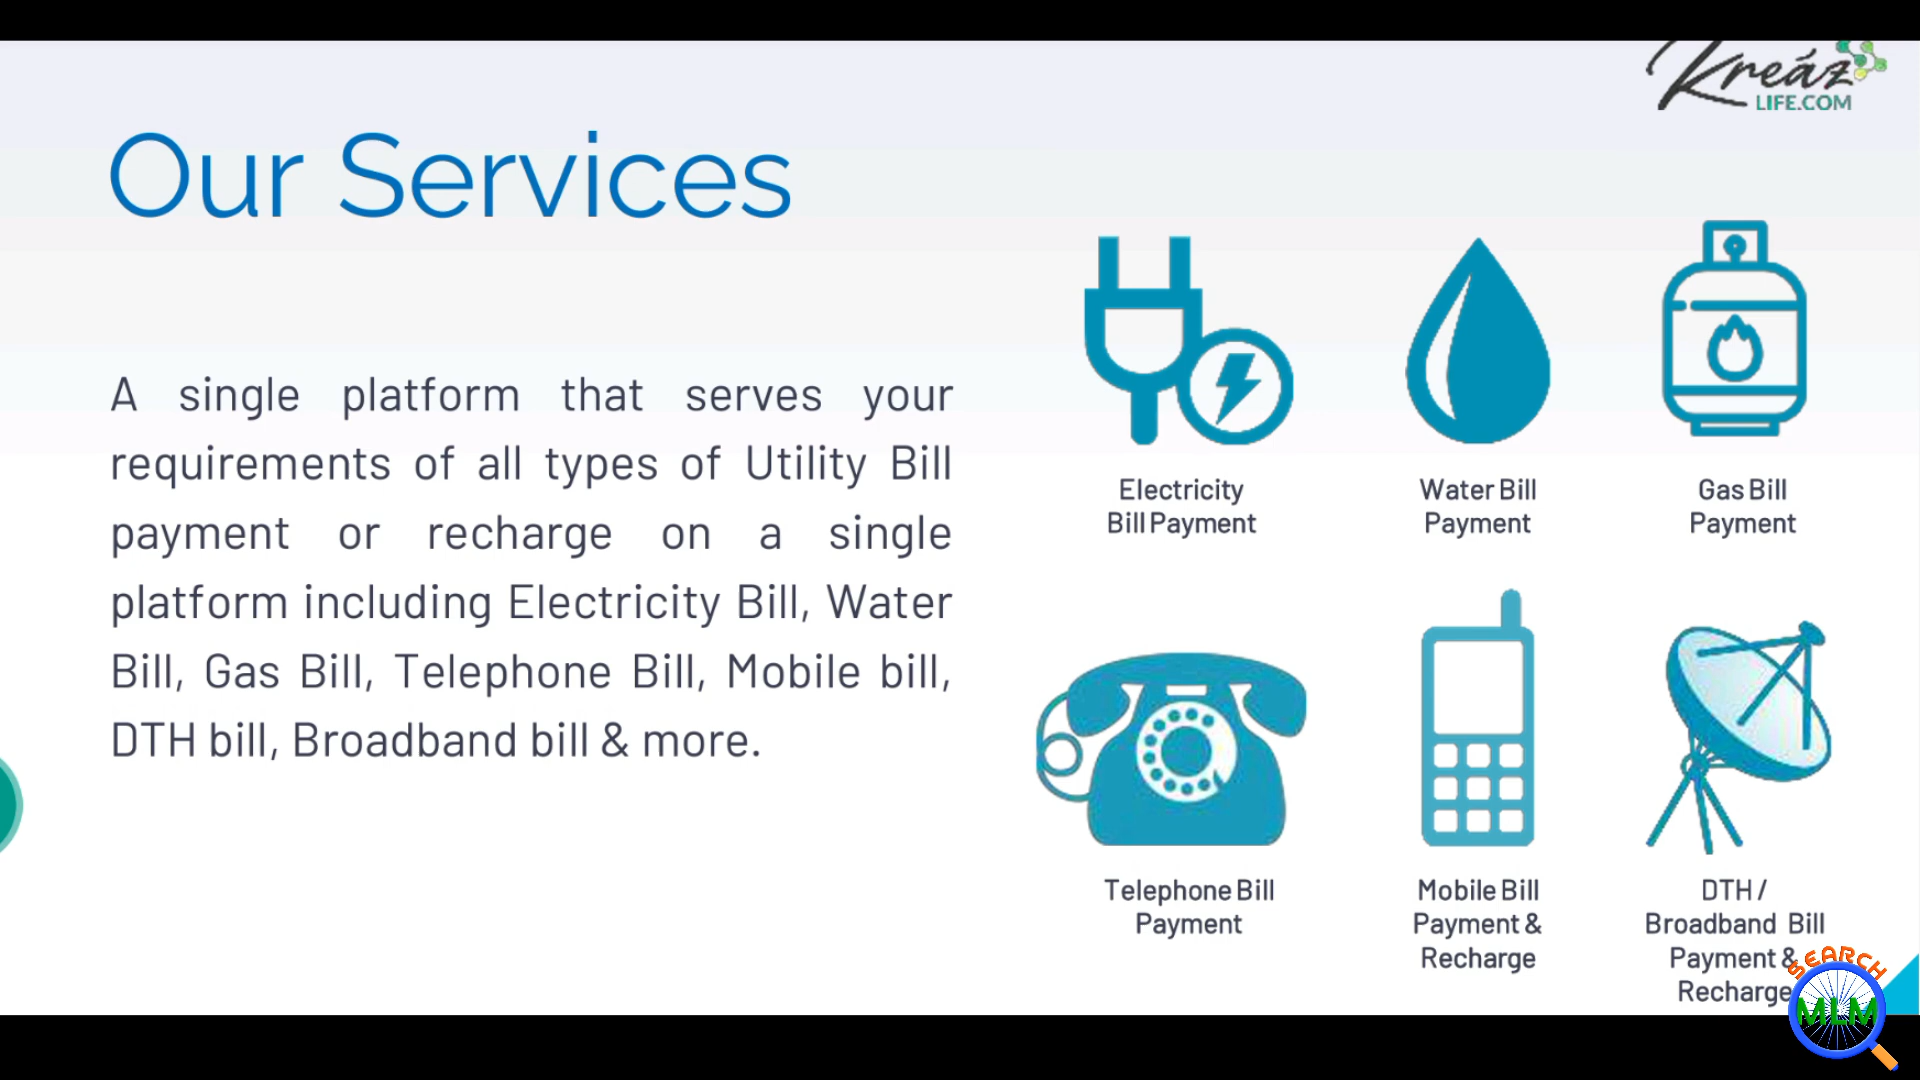 Kreáz
LIFE.COM
Our Services
A single platform that serves your
requirements of all types of Utility Bill
payment or recharge on a single
platform including Electricity Bill, Water
Bill, Gas Bill, Telephone Bill, Mobile bill,
DTH bill, Broadband bill & more.
Electricity
Bill Payment
Water Bill
Payment
Gas Bill
Payment
Telephone Bill
Payment
Mobile Bill
Payment &
Recharge
DTH /
Broadband Bill
Payment &
Recharge
SEARCH
MLM